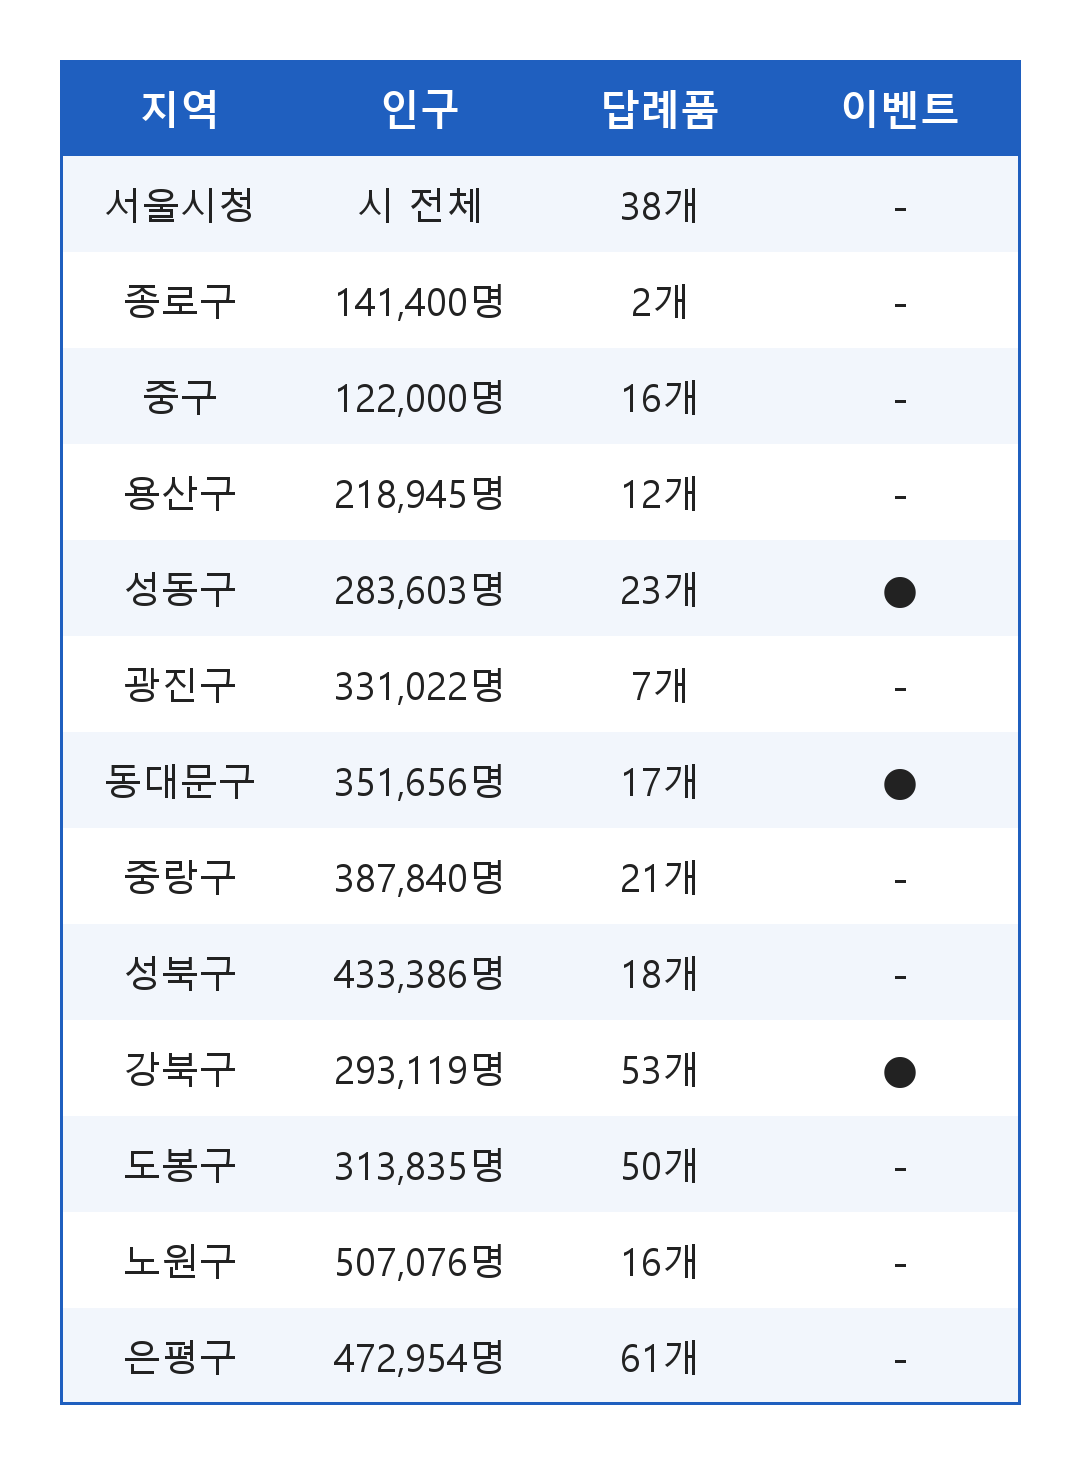 지역 인구 답례품 이벤트
서울시청 시 전체 38개 -
종로구 141,400명 2개 -
중구 122,000명 16개 -
용산구 218,945명 12개 -
성동구 283,603명 23개 ●
광진구 331,022명 7개 -
동대문구 351,656명 17개 ●
중랑구 387,840명 21개 -
성북구 433,386명 18개 -
강북구 293,119명 53개 ●
도봉구 313,835명 50개 -
노원구 507,076명 16개 -
은평구 472,954명 61개 -